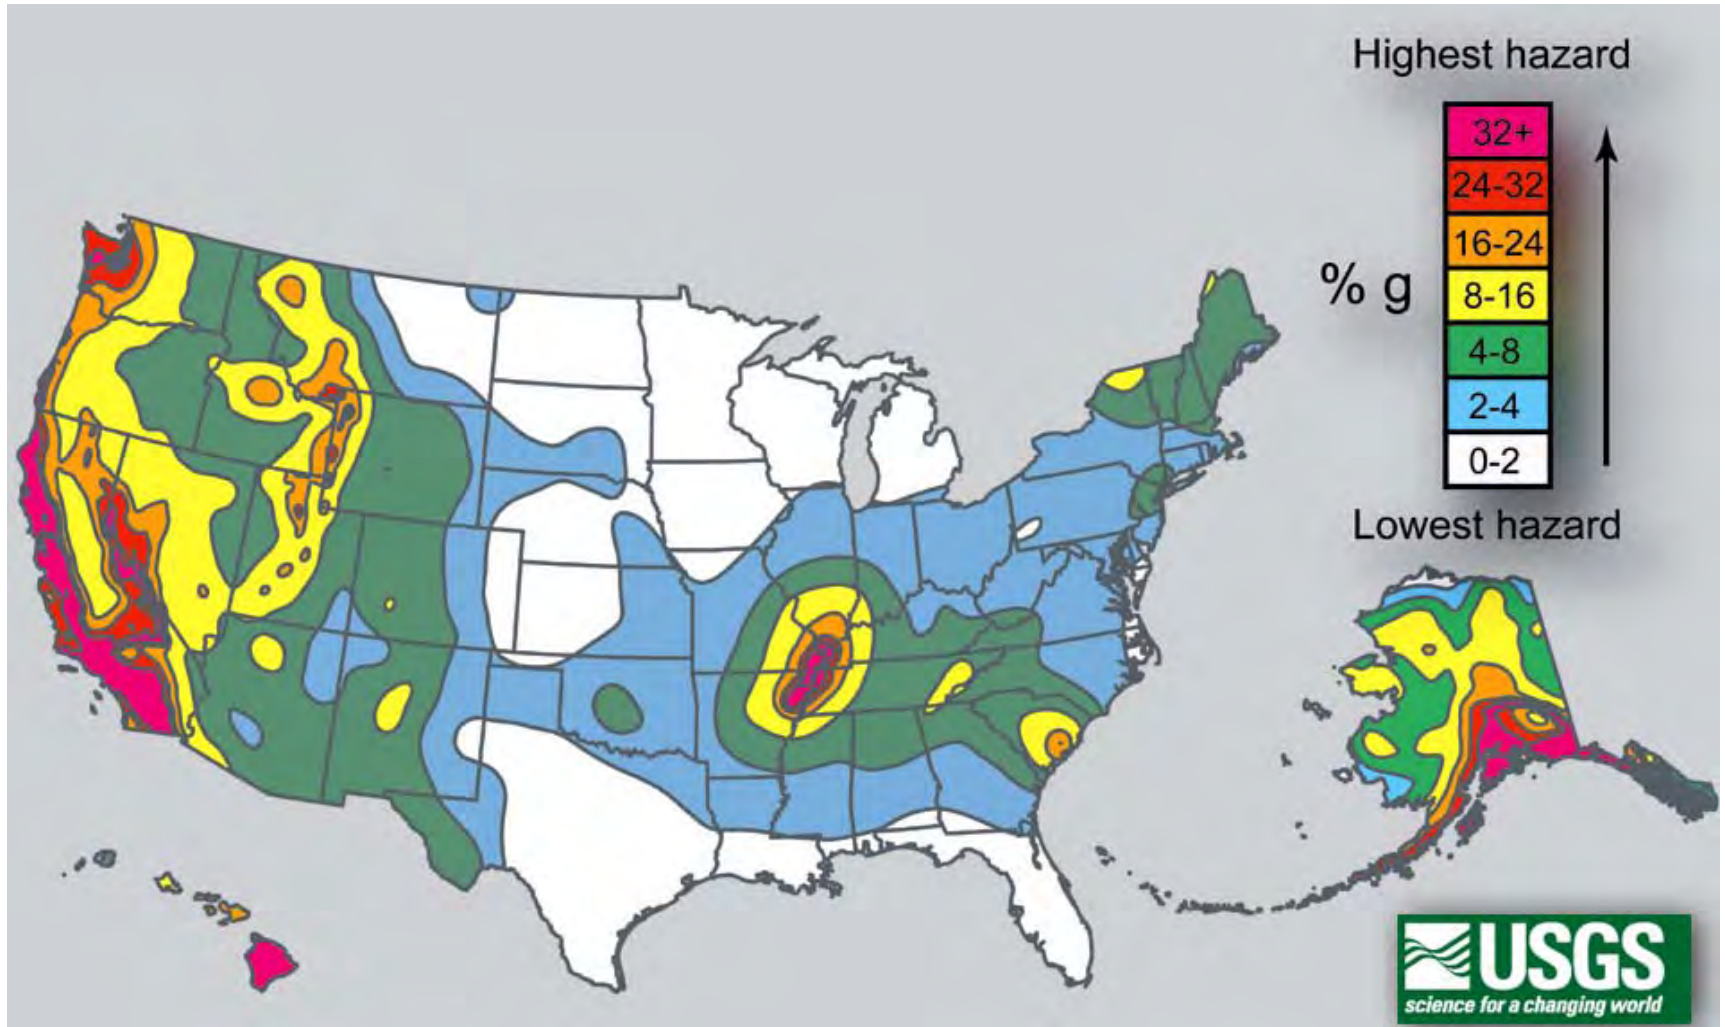 Highest hazard
32+
24-32
16-24
% g
8-16
4-8
2-4
0-2
Lowest hazard
USGS
science for a changing world